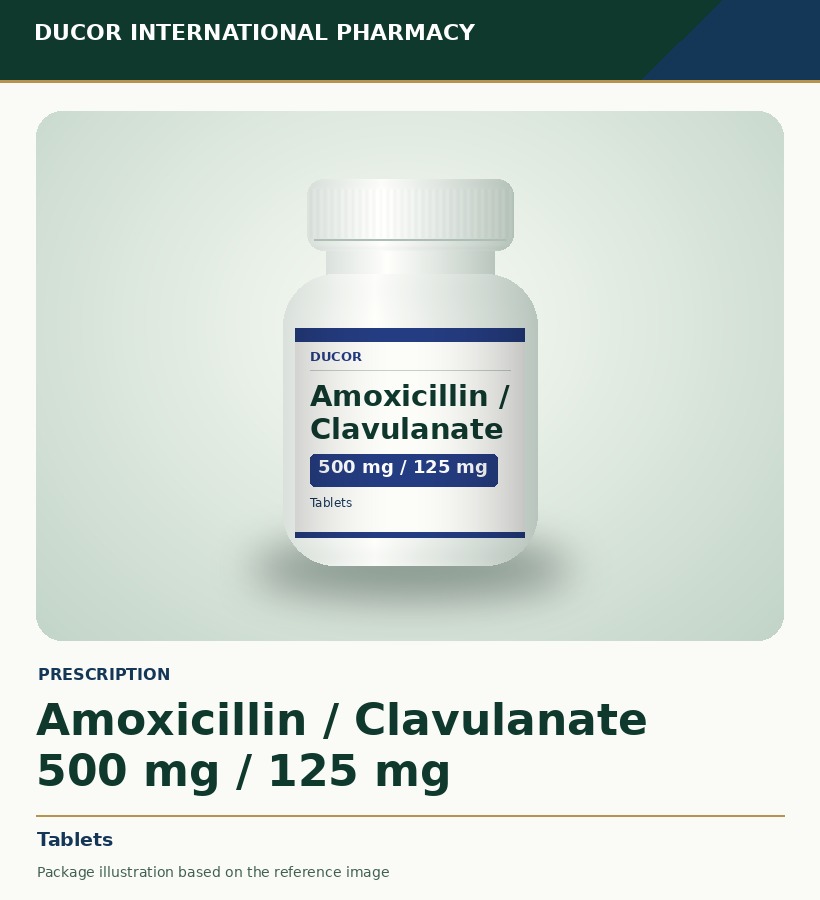 DUCOR INTERNATIONAL PHARMACY
DUCOR
Amoxicillin /
Clavulanate
500 mg / 125 mg
Tablets
PRESCRIPTION
Amoxicillin / Clavulanate
500 mg / 125 mg
Tablets
Package illustration based on the reference image